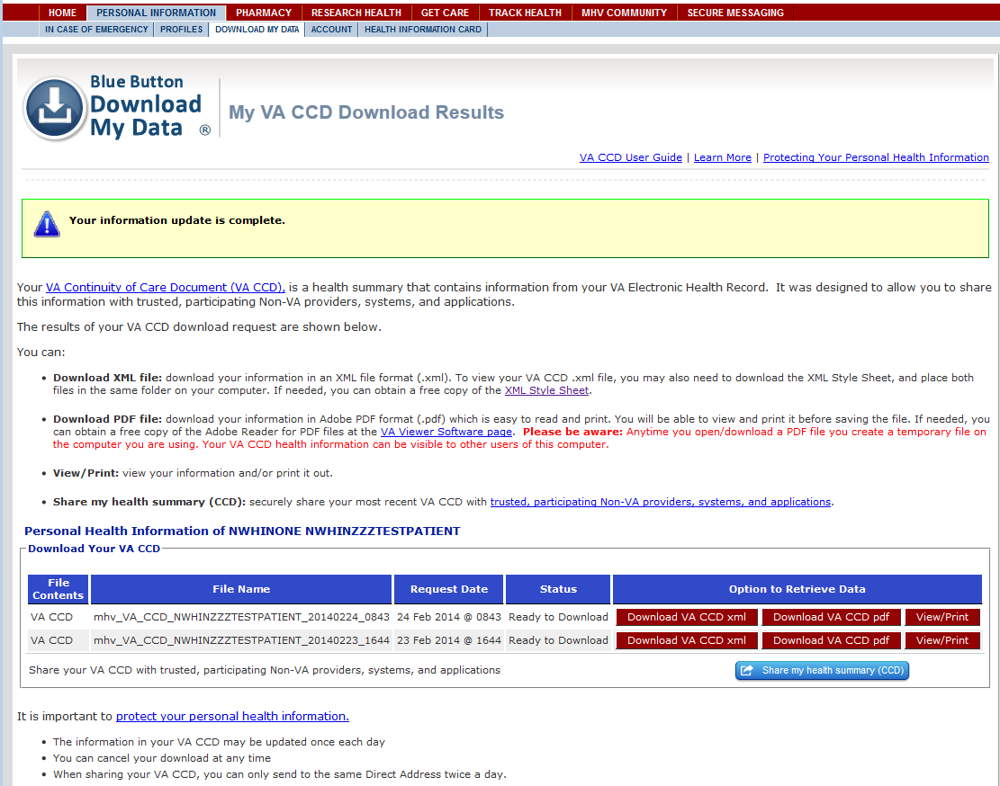 HOME PERSONAL INFORMATION PHARMACY RESEARCH HEALTH GET CARE TRACK HEALTH MHV COMMUNITY SECURE MESSAGING
IN CASE OF EMERGENCY PROFILES DOWNLOAD MY DATA ACCOUNT HEALTH INFORMATION CARD
Blue Button
Download
My Data ®
My VA CCD Download Results
VA CCD User Guide | Learn More | Protecting Your Personal Health Information
Your information update is complete.
Your VA Continuity of Care Document (VA CCD), is a health summary that contains information from your VA Electronic Health Record. It was designed to allow you to share
this information with trusted, participating Non-VA providers, systems, and applications.
The results of your VA CCD download request are shown below.
You can:
• Download XML file: download your information in an XML file format (.xml). To view your VA CCD .xml file, you may also need to download the XML Style Sheet, and place both
files in the same folder on your computer. If needed, you can obtain a free copy of the XML Style Sheet.
• Download PDF file: download your information in Adobe PDF format (.pdf) which is easy to read and print. You will be able to view and print it before saving the file. If needed, you
can obtain a free copy of the Adobe Reader for PDF files at the VA Viewer Software page. Please be aware: Anytime you open/download a PDF file you create a temporary file on
the computer you are using. Your VA CCD health information can be visible to other users of this computer.
• View/Print: view your information and/or print it out.
• Share my health summary (CCD): securely share your most recent VA CCD with trusted, participating Non-VA providers, systems, and applications.
Personal Health Information of NWHINONE NWHINZZZTESTPATIENT
Download Your VA CCD
File Contents File Name Request Date Status Option to Retrieve Data
VA CCD mhv_VA_CCD_NWHINZZZTESTPATIENT_20140224_0843 24 Feb 2014 @ 0843 Ready to Download Download VA CCD xml Download VA CCD pdf View/Print
VA CCD mhv_VA_CCD_NWHINZZZTESTPATIENT_20140223_1644 23 Feb 2014 @ 1644 Ready to Download Download VA CCD xml Download VA CCD pdf View/Print
Share your VA CCD with trusted, participating Non-VA providers, systems, and applications Share my health summary (CCD)
It is important to protect your personal health information.
• The information in your VA CCD may be updated once each day
• You can cancel your download at any time
• When sharing your VA CCD, you can only send to the same Direct Address twice a day.